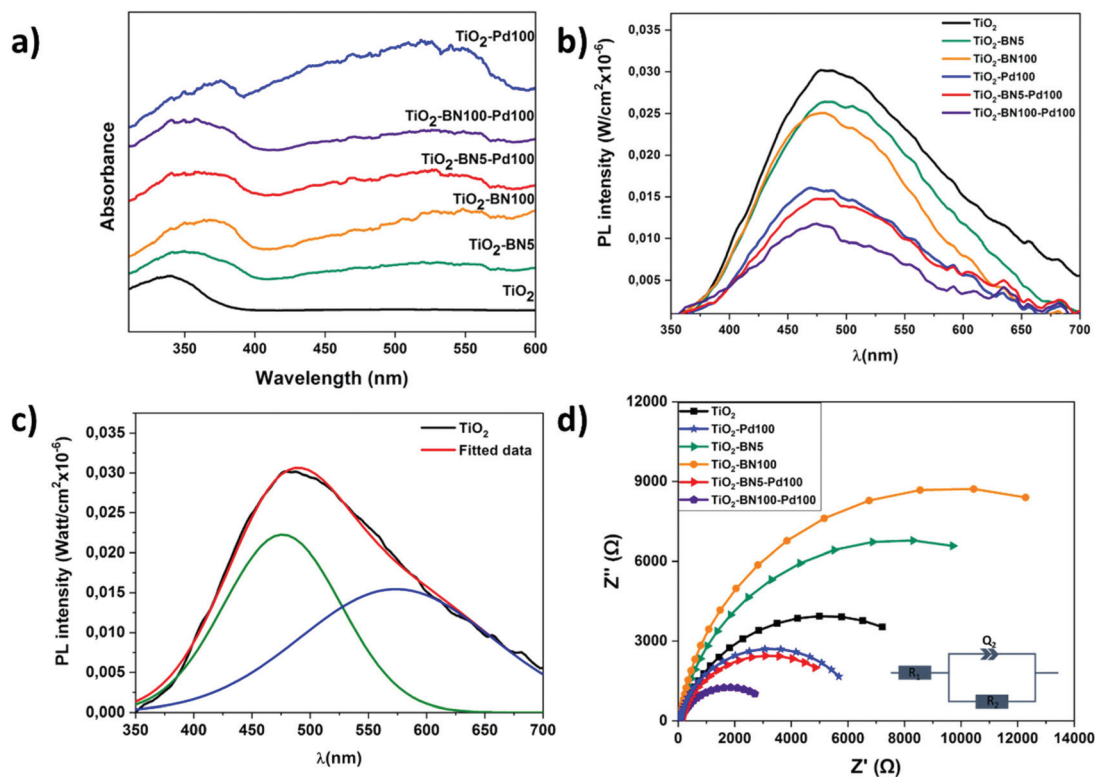 a)
TiO2-Pd100
TiO2-BN100-Pd100
TiO2-BN5-Pd100
TiO2-BN100
TiO2-BN5
TiO2
Absorbance
350 400 450 500 550 600
Wavelength (nm)
b)
TiO2
TiO2-BN5
TiO2-BN100
TiO2-Pd100
TiO2-BN5-Pd100
TiO2-BN100-Pd100
PL intensity (W/cm2x10-6)
0,030
0,025
0,020
0,015
0,010
0,005
350 400 450 500 550 600 650 700
λ(nm)
c)
TiO2
Fitted data
PL intensity (Watt/cm2x10-6)
0,040
0,035
0,030
0,025
0,020
0,015
0,010
0,005
0,000
350 400 450 500 550 600 650 700
λ(nm)
d)
TiO2
TiO2-Pd100
TiO2-BN5
TiO2-BN100
TiO2-BN5-Pd100
TiO2-BN100-Pd100
Z'' (Ω)
12000
9000
6000
3000
0
Q2
R1
R2
0 2000 4000 6000 8000 10000 12000 14000
Z' (Ω)